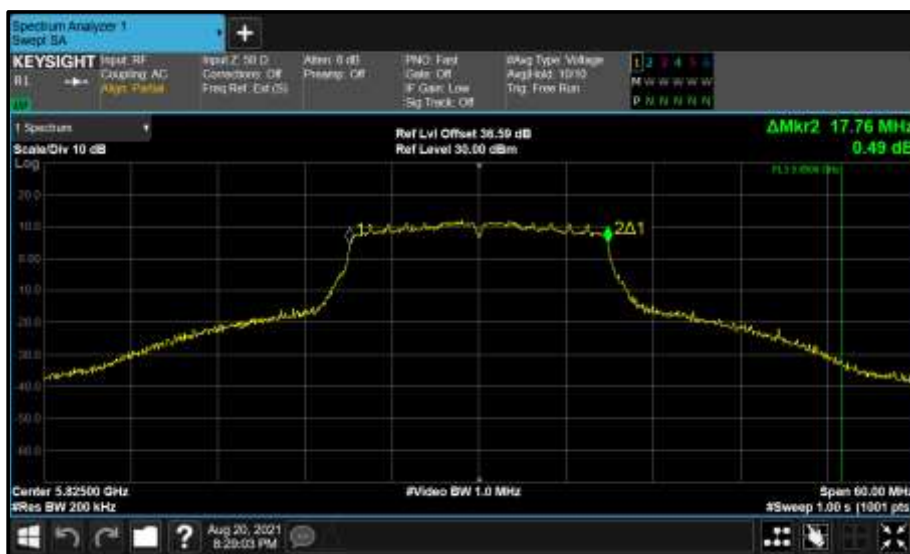 Spectrum Analyzer 1
Swept SA
+
KEYSIGHT
Input: RF
Coupling: AC
Align: Partial
Input Z: 50 Ω
Corrections: Off
Freq Ref: Ext (S)
Atten: 6 dB
Preamp: Off
PNO: Fast
Gate: Off
IF Gain: Low
Sig Track: Off
#Avg Type: Voltage
Avg|Hold: 10/10
Trig: Free Run
1 2 3 4 5 6
M W W W W W
P N N N N N
1 Spectrum
Scale/Div 10 dB
Log
Ref Lvl Offset 36.59 dB
Ref Level 30.00 dBm
ΔMkr2 17.76 MHz
0.49 dB
20.0
10.0
0.00
-20.0
-30.0
-40.0
-50.0
-60.0
1
2Δ1
Center 5.82500 GHz
#Res BW 200 kHz
#Video BW 1.0 MHz
Span 60.00 MHz
#Sweep 1.00 s (1001 pts
?
Aug 20, 2021
8:29:03 PM